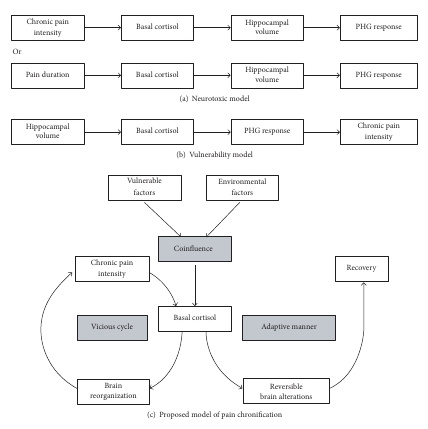 Chronic pain
intensity
Basal cortisol
Hippocampal
volume
PHG response
Or
Pain duration
Basal cortisol
Hippocampal
volume
PHG response
(a) Neurotoxic model
Hippocampal
volume
Basal cortisol
PHG response
Chronic pain
intensity
(b) Vulnerability model
Vulnerable
factors
Environmental
factors
Coinfluence
Chronic pain
intensity
Recovery
Basal cortisol
Vicious cycle
Adaptive manner
Brain
reorganization
Reversible
brain alterations
(c) Proposed model of pain chronification